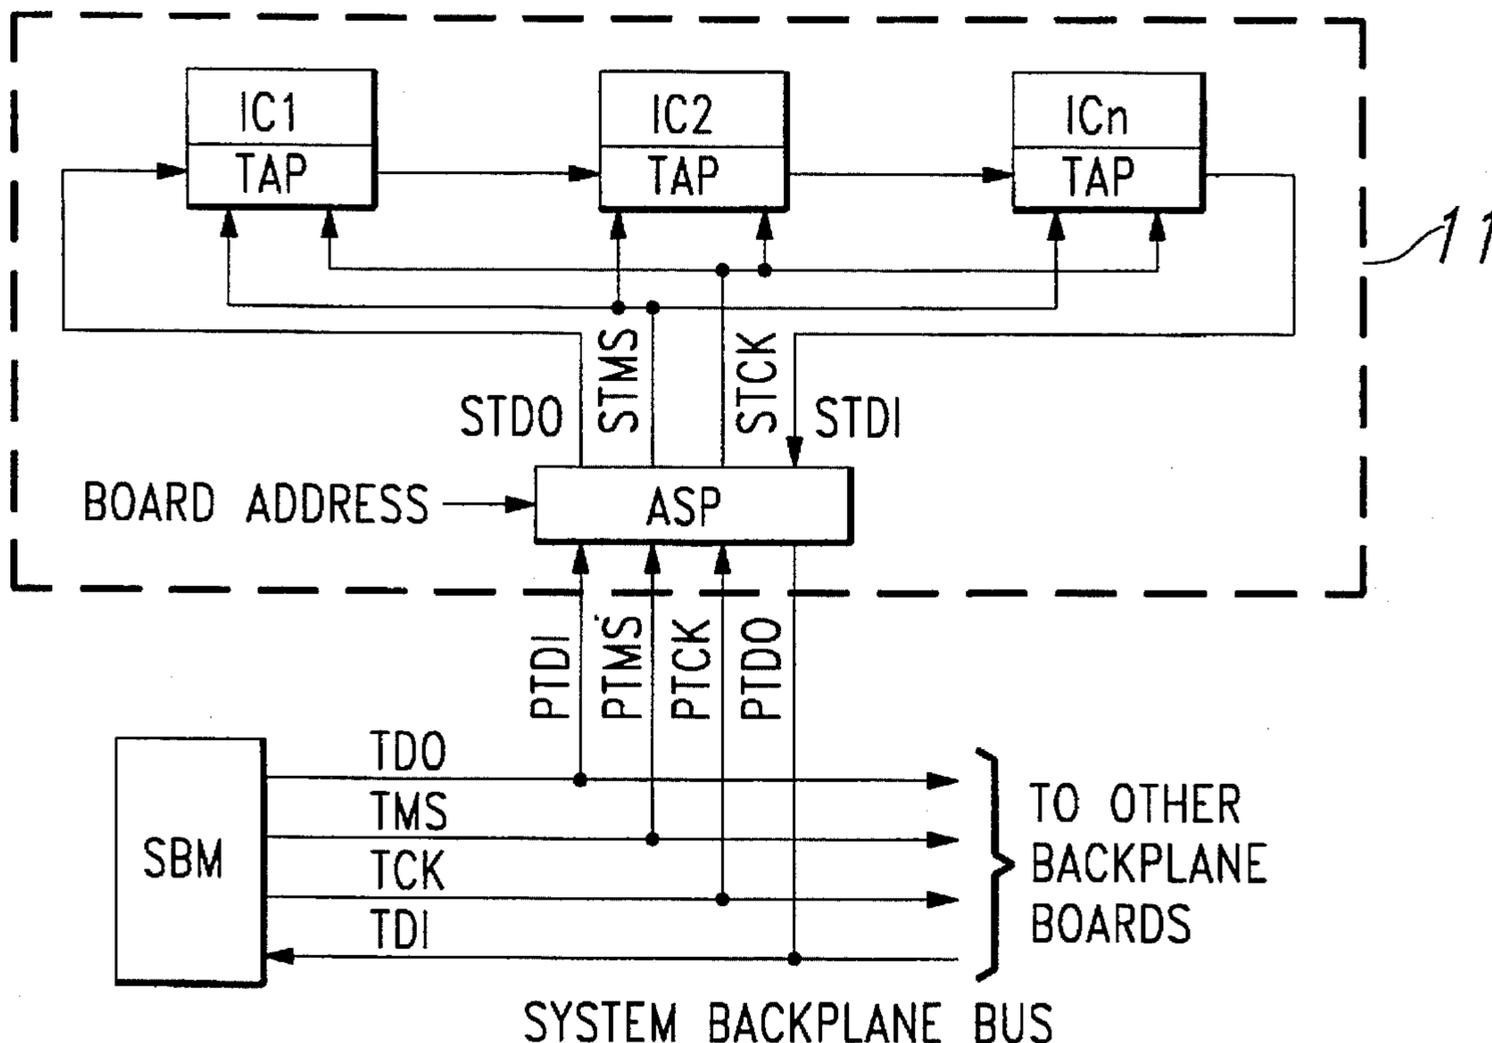 IC1
TAP
IC2
TAP
ICn
TAP
11
STDO
STMS
STCK
STDI
BOARD ADDRESS
ASP
PTDI
PTMS
PTCK
PTDO
SBM
TDO
TMS
TCK
TDI
TO OTHER
BACKPLANE
BOARDS
SYSTEM BACKPLANE BUS